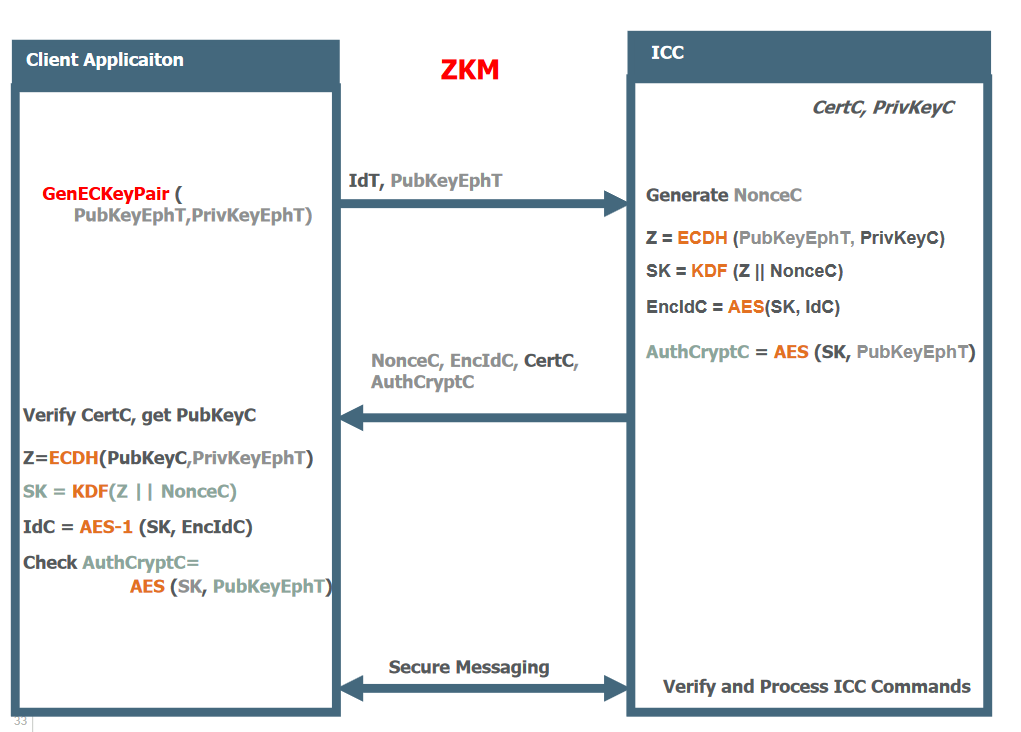 Client Applicaiton
ZKM
ICC
CertC, PrivKeyC
GenECKeyPair (
PubKeyEphT,PrivKeyEphT)
IdT, PubKeyEphT
Generate NonceC
Z = ECDH (PubKeyEphT, PrivKeyC)
SK = KDF (Z || NonceC)
EncIdC = AES(SK, IdC)
AuthCryptC = AES (SK, PubKeyEphT)
NonceC, EncIdC, CertC,
AuthCryptC
Verify CertC, get PubKeyC
Z=ECDH(PubKeyC,PrivKeyEphT)
SK = KDF(Z || NonceC)
IdC = AES-1 (SK, EncIdC)
Check AuthCryptC=
AES (SK, PubKeyEphT)
Secure Messaging
Verify and Process ICC Commands
33